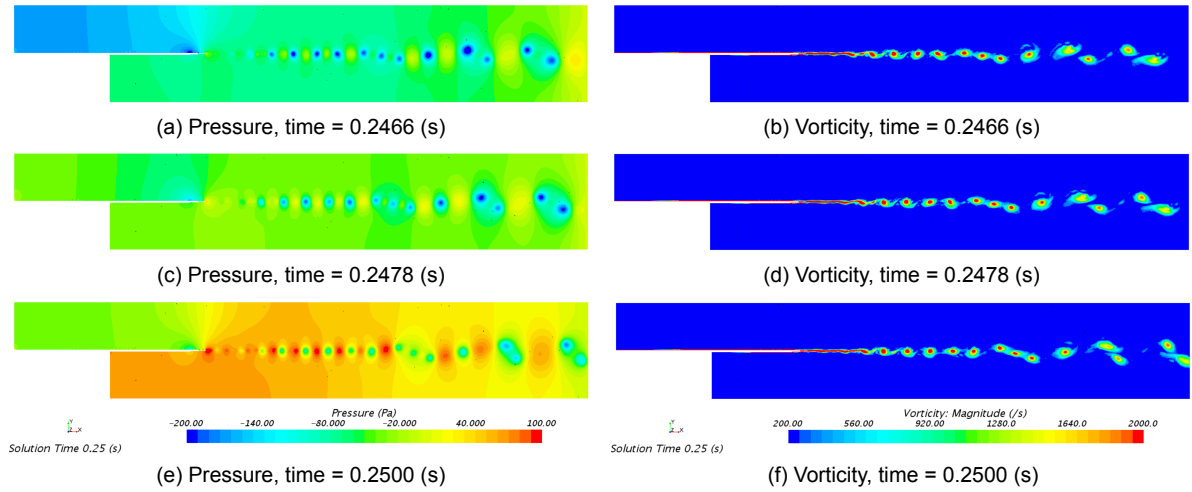 (a) Pressure, time = 0.2466 (s)
(b) Vorticity, time = 0.2466 (s)
(c) Pressure, time = 0.2478 (s)
(d) Vorticity, time = 0.2478 (s)
Y
Z X
Solution Time 0.25 (s)
Pressure (Pa)
-200.00 -140.00 -80.000 -20.000 40.000 100.00
Y
Z X
Solution Time 0.25 (s)
Vorticity: Magnitude (/s)
200.00 560.00 920.00 1280.0 1640.0 2000.0
(e) Pressure, time = 0.2500 (s)
(f) Vorticity, time = 0.2500 (s)